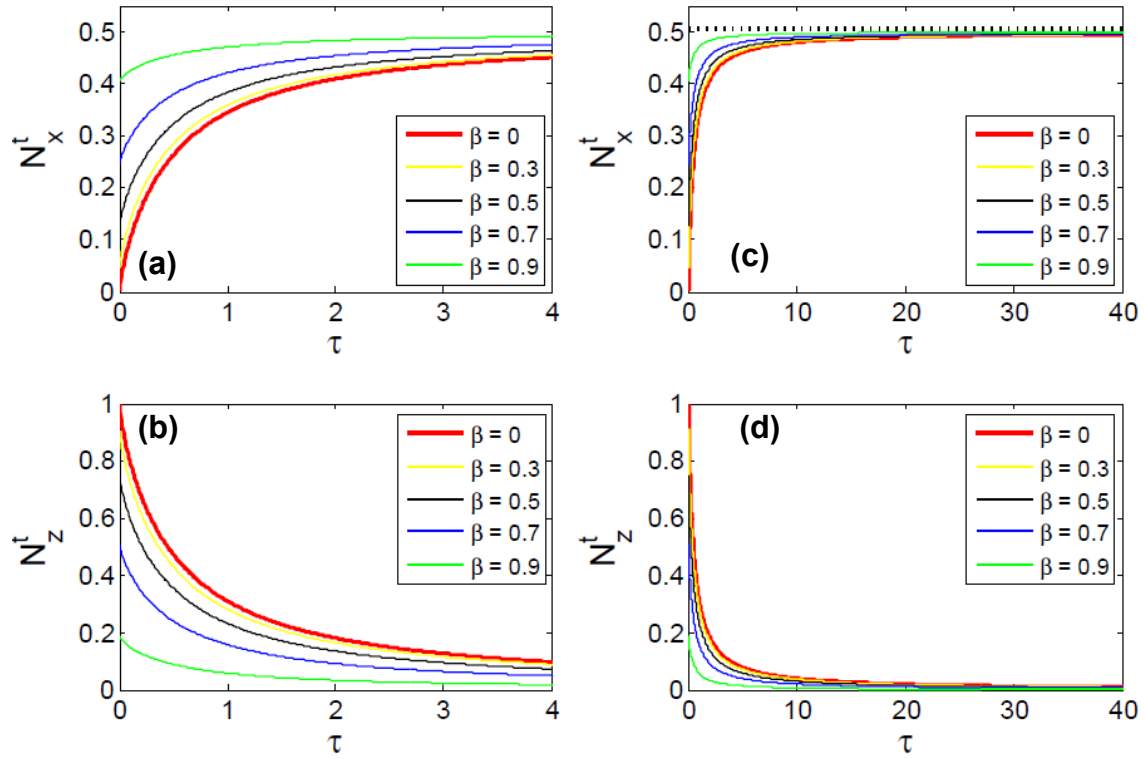 0.5
0.4
0.3
0.2
0.1
0
N_x^t
(a)
β = 0
β = 0.3
β = 0.5
β = 0.7
β = 0.9
0 1 2 3 4
τ
0.5
0.4
0.3
0.2
0.1
0
N_x^t
(c)
β = 0
β = 0.3
β = 0.5
β = 0.7
β = 0.9
0 10 20 30 40
τ
1
0.8
0.6
0.4
0.2
0
N_z^t
(b)
β = 0
β = 0.3
β = 0.5
β = 0.7
β = 0.9
0 1 2 3 4
τ
1
0.8
0.6
0.4
0.2
0
N_z^t
(d)
β = 0
β = 0.3
β = 0.5
β = 0.7
β = 0.9
0 10 20 30 40
τ